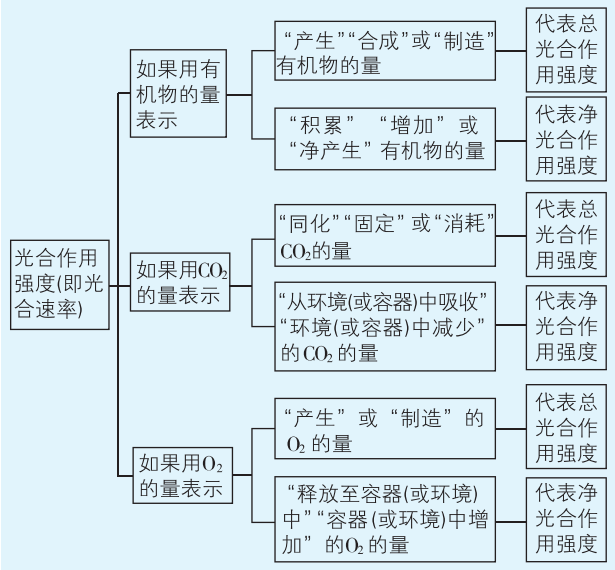 光合作用
强度(即光
合速率)
如果用有
机物的量
表示
“产生”“合成”或“制造”
有机物的量
代表总
光合作
用强度
“积累” “增加” 或
“净产生” 有机物的量
代表净
光合作
用强度
如果用CO₂
的量表示
“同化”“固定” 或“消耗”
CO₂的量
代表总
光合作
用强度
“从环境(或容器)中吸收”
“环境(或容器)中减少”
的CO₂的量
代表净
光合作
用强度
如果用O₂
的量表示
“产生” 或 “制造” 的
O₂的量
代表总
光合作
用强度
“释放至容器(或环境)
中”“容器(或环境)中增
加” 的O₂的量
代表净
光合作
用强度